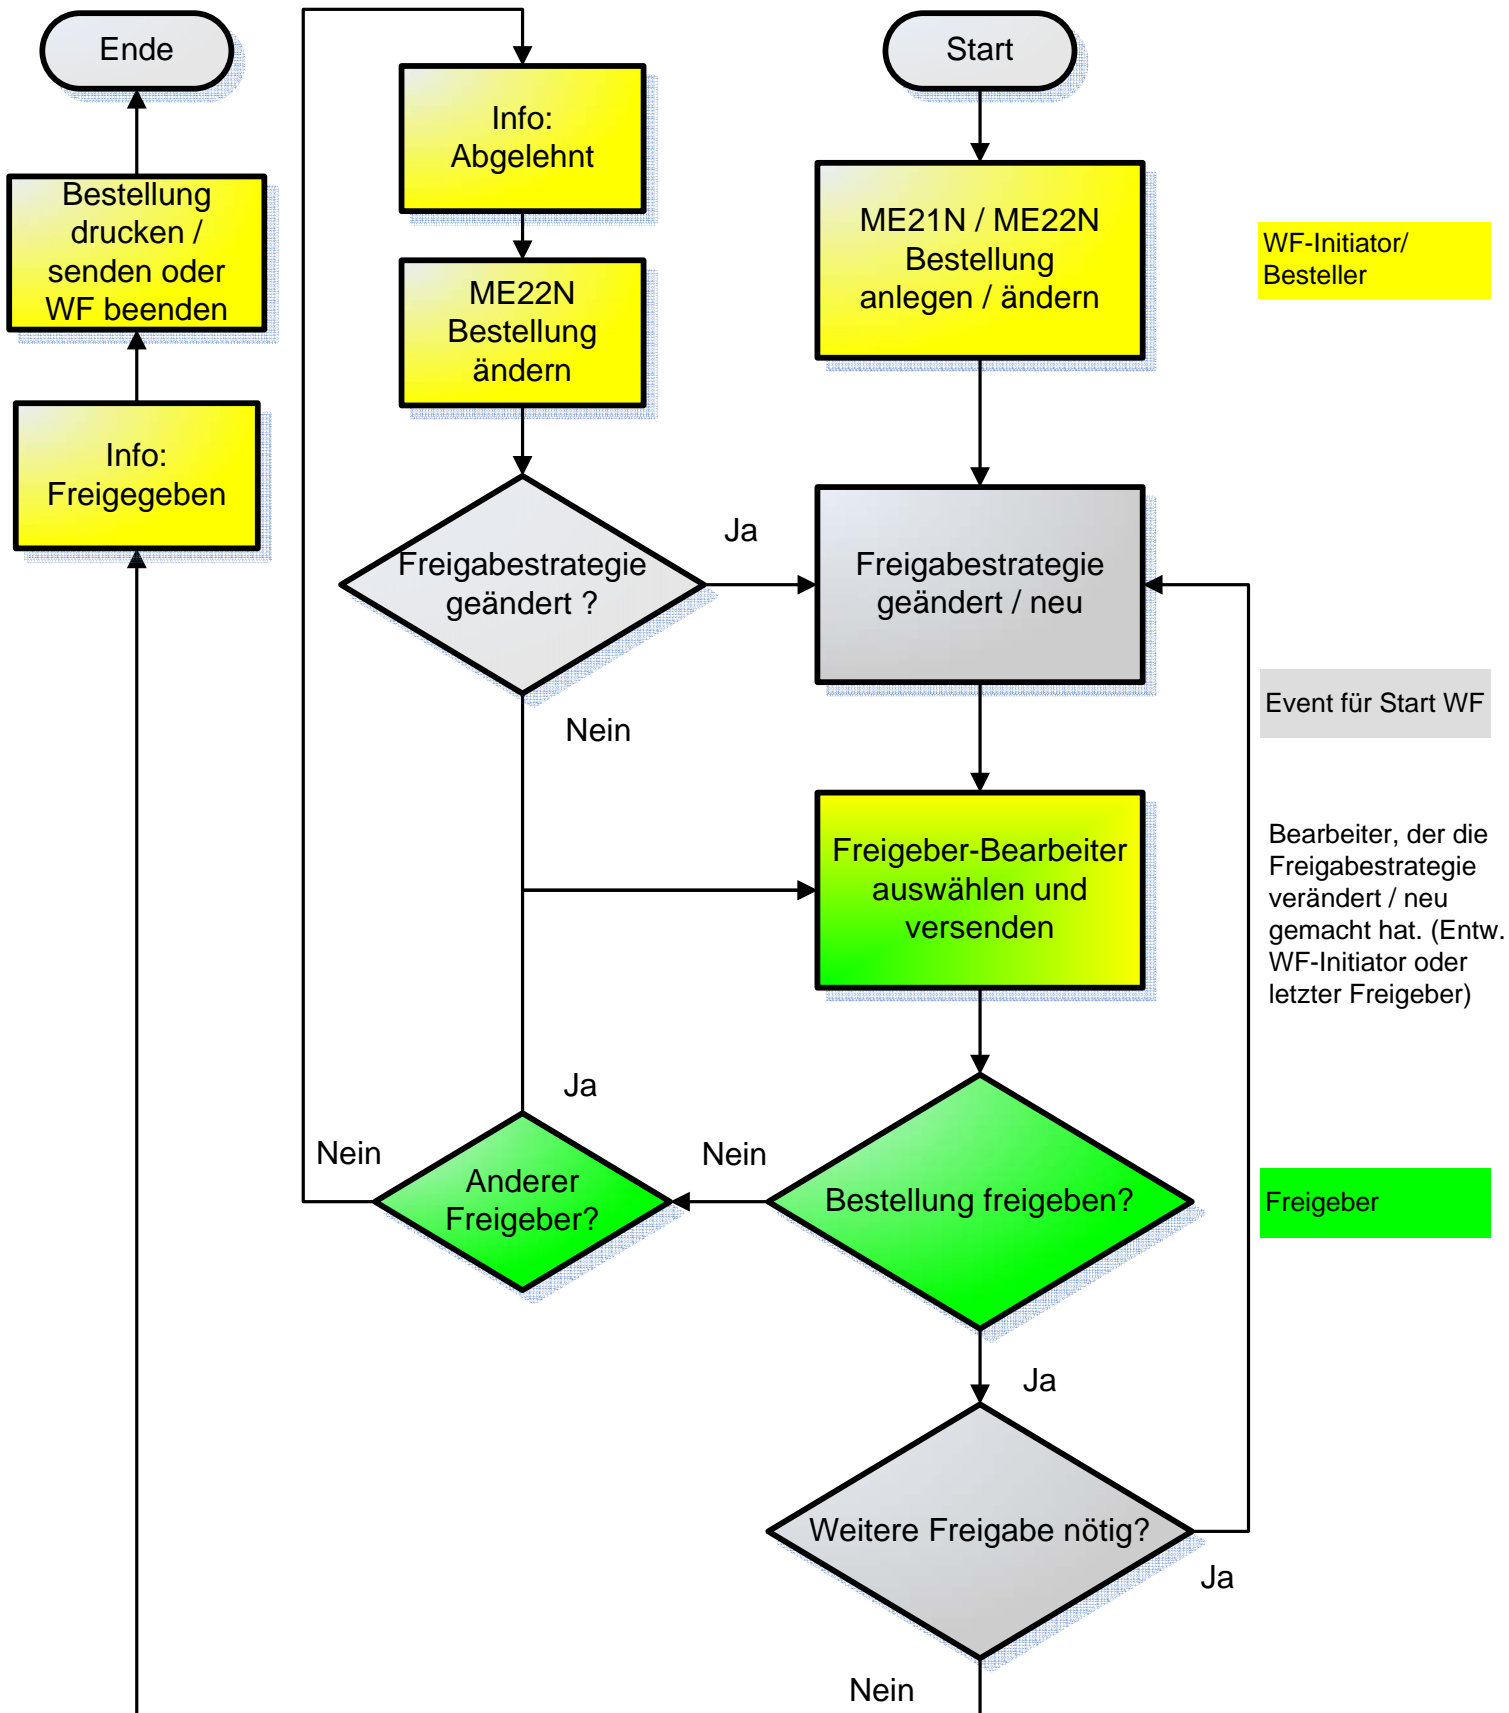 Ende
Start
Info:
Abgelehnt
Bestellung
drucken /
senden oder
WF beenden
ME21N / ME22N
Bestellung
anlegen / ändern
WF-Initiator/
Besteller
ME22N
Bestellung
ändern
Info:
Freigegeben
Freigabestrategie
geändert ?
Ja
Freigabestrategie
geändert / neu
Nein
Event für Start WF
Freigeber-Bearbeiter
auswählen und
versenden
Bearbeiter, der die
Freigabestrategie
verändert / neu
gemacht hat. (Entw.
WF-Initiator oder
letzter Freigeber)
Ja
Nein
Anderer
Freigeber?
Nein
Bestellung freigeben?
Freigeber
Ja
Weitere Freigabe nötig?
Ja
Nein